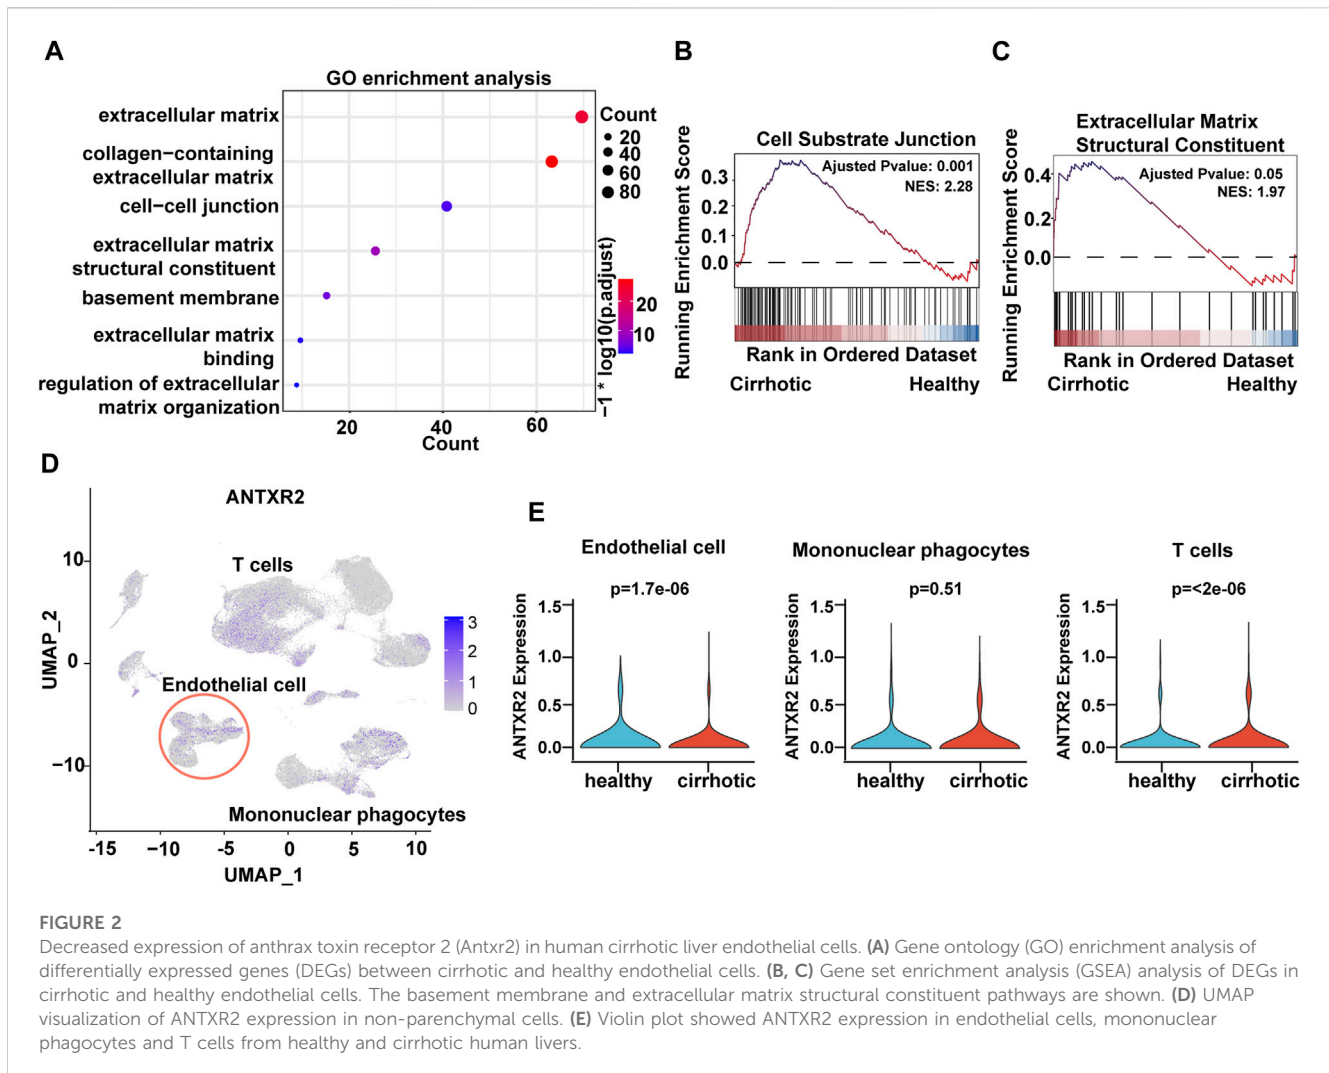 A
GO enrichment analysis
extracellular matrix
collagen-containing
extracellular matrix
cell-cell junction
extracellular matrix
structural constituent
basement membrane
extracellular matrix
binding
regulation of extracellular
matrix organization
20
40
60
Count
Count
20
40
60
80
-1 * log10(p.adjust)
20
10
B
Cell Substrate Junction
Running Enrichment Score
0.3
0.2
0.1
0.0
Ajusted Pvalue: 0.001
NES: 2.28
Rank in Ordered Dataset
Cirrhotic Healthy
C
Extracellular Matrix
Structural Constituent
Running Enrichment Score
0.4
0.2
0.0
Ajusted Pvalue: 0.05
NES: 1.97
Rank in Ordered Dataset
Cirrhotic Healthy
D
ANTXR2
UMAP_2
10
0
−10
T cells
Endothelial cell
Mononuclear phagocytes
3
2
1
0
-15 −10 -5 0 5 10
UMAP_1
E
Endothelial cell
p=1.7e-06
ANTXR2 Expression
1.5
1.0
0.5
0.0
healthy cirrhotic
Mononuclear phagocytes
p=0.51
ANTXR2 Expression
1.5
1.0
0.5
0.0
healthy cirrhotic
T cells
p=<2e-06
ANTXR2 Expression
1.5
1.0
0.5
0.0
healthy cirrhotic
FIGURE 2
Decreased expression of anthrax toxin receptor 2 (Antxr2) in human cirrhotic liver endothelial cells. (A) Gene ontology (GO) enrichment analysis of
differentially expressed genes (DEGs) between cirrhotic and healthy endothelial cells. (B, C) Gene set enrichment analysis (GSEA) analysis of DEGs in
cirrhotic and healthy endothelial cells. The basement membrane and extracellular matrix structural constituent pathways are shown. (D) UMAP
visualization of ANTXR2 expression in non-parenchymal cells. (E) Violin plot showed ANTXR2 expression in endothelial cells, mononuclear
phagocytes and T cells from healthy and cirrhotic human livers.